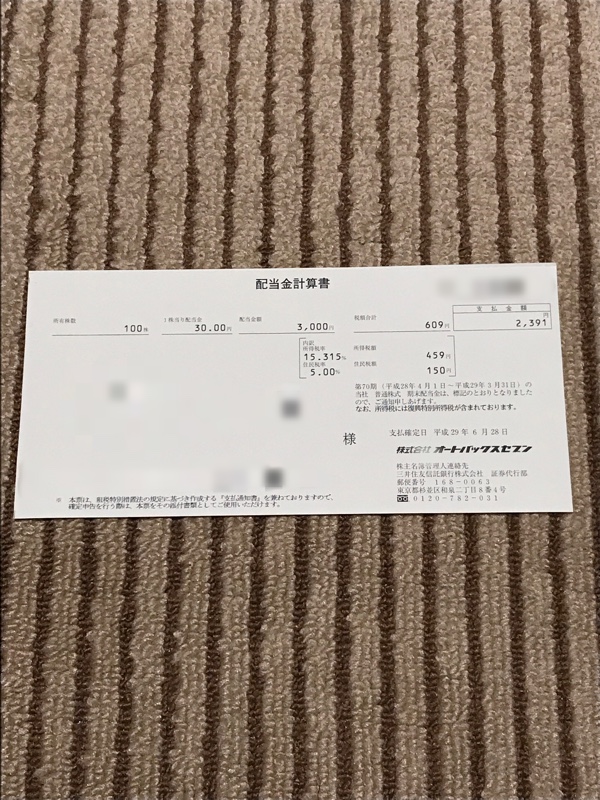 配当金計算書
所有株数 100株
1株当り配当金 30.00円
配当金額 3,000円
税額合計 609円
支払金額 2,391円
内訳
所得税率 15.315%
住民税率 5.00%
所得税額 459円
住民税額 150円
第70期(平成28年4月1日～平成29年3月31日)の
当社 普通株式 期末配当金は、標記のとおりとなりました
ので、ご通知申しあげます。
なお、所得税には復興特別所得税が含まれております。
様
支払確定日 平成29年6月28日
株式会社 オートバックスセブン
株主名簿管理人連絡先
三井住友信託銀行株式会社 証券代行部
郵便番号 168-0063
東京都杉並区和泉二丁目8番4号
0120-782-031
※ 本票は、租税特別措置法の規定に基づき作成する『支払通知書』を兼ねておりますので、
確定申告を行う際は、本票をその添付書類としてご使用いただけます。